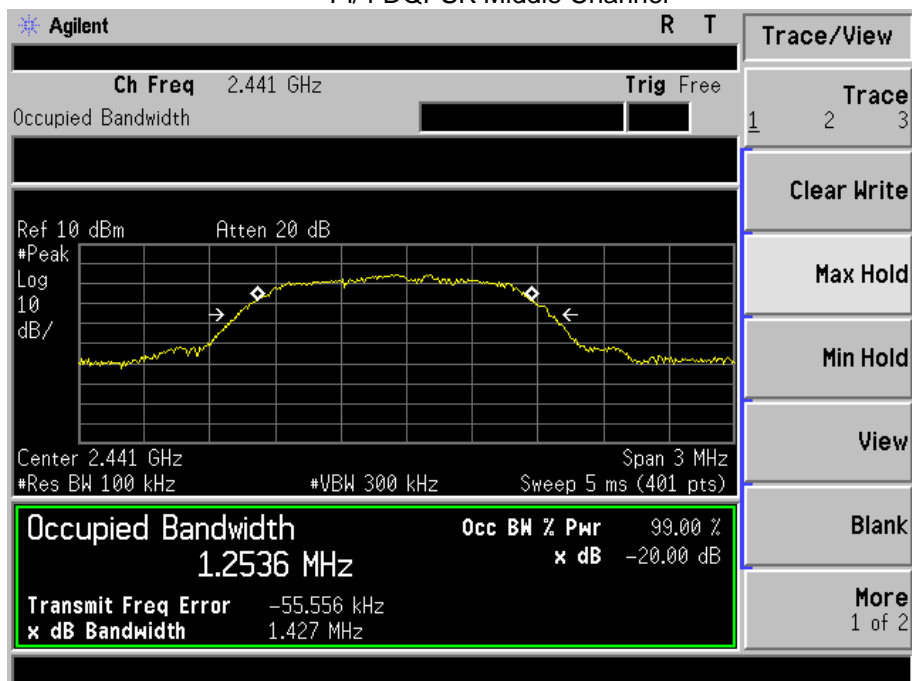 Agilent R T
Trace/View
Ch Freq 2.441 GHz Trig Free
Occupied Bandwidth
Trace
1 2 3
Clear Write
Ref 10 dBm Atten 20 dB
#Peak
Log
10
dB/
Max Hold
Min Hold
View
Center 2.441 GHz Span 3 MHz
#Res BW 100 kHz #VBW 300 kHz Sweep 5 ms (401 pts)
Occupied Bandwidth Occ BW % Pwr 99.00 %
1.2536 MHz x dB -20.00 dB
Blank
Transmit Freq Error -55.556 kHz
x dB Bandwidth 1.427 MHz
More
1 of 2